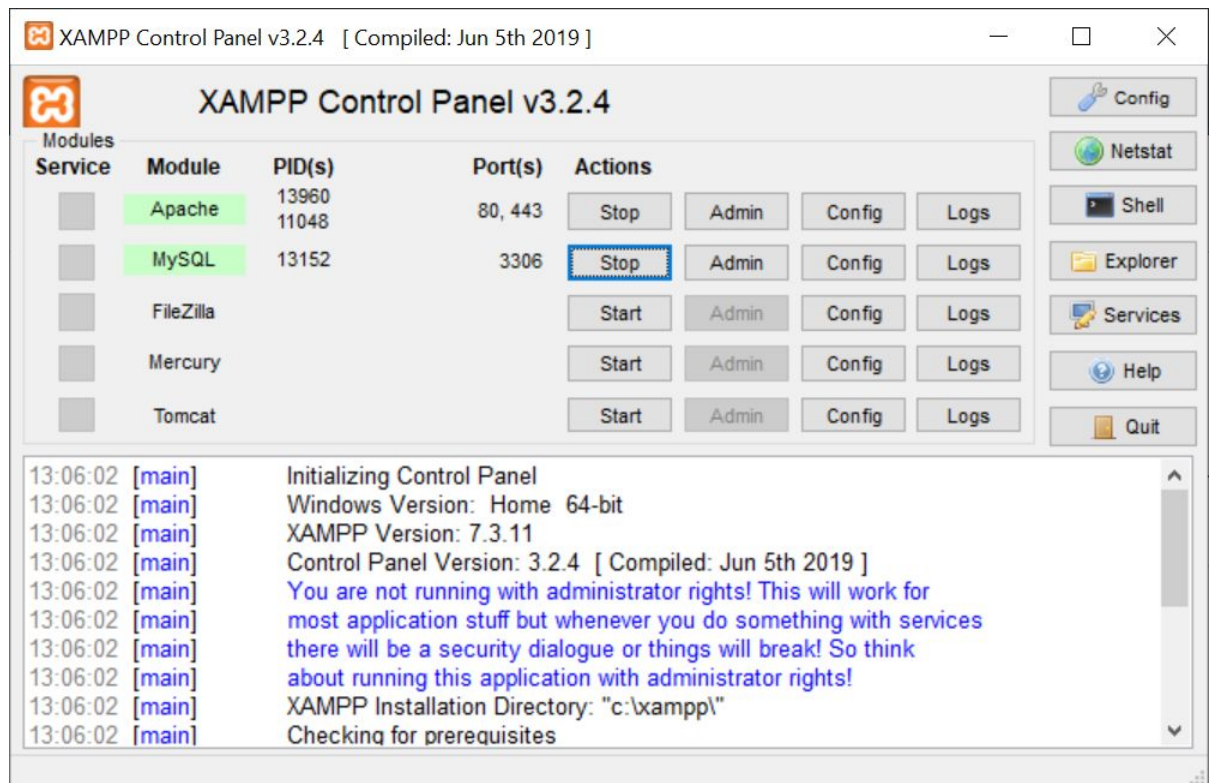 XAMPP Control Panel v3.2.4 [ Compiled: Jun 5th 2019 ]
XAMPP Control Panel v3.2.4
Config
Modules
Service Module PID(s) Port(s) Actions
Netstat
Apache 13960 11048 80, 443 Stop Admin Config Logs
Shell
MySQL 13152 3306 Stop Admin Config Logs
Explorer
FileZilla Start Admin Config Logs
Services
Mercury Start Admin Config Logs
Help
Tomcat Start Admin Config Logs
Quit
13:06:02 [main] Initializing Control Panel
13:06:02 [main] Windows Version: Home 64-bit
13:06:02 [main] XAMPP Version: 7.3.11
13:06:02 [main] Control Panel Version: 3.2.4 [ Compiled: Jun 5th 2019 ]
13:06:02 [main] You are not running with administrator rights! This will work for
13:06:02 [main] most application stuff but whenever you do something with services
13:06:02 [main] there will be a security dialogue or things will break! So think
13:06:02 [main] about running this application with administrator rights!
13:06:02 [main] XAMPP Installation Directory: "c:\xampp\"
13:06:02 [main] Checking for prerequisites